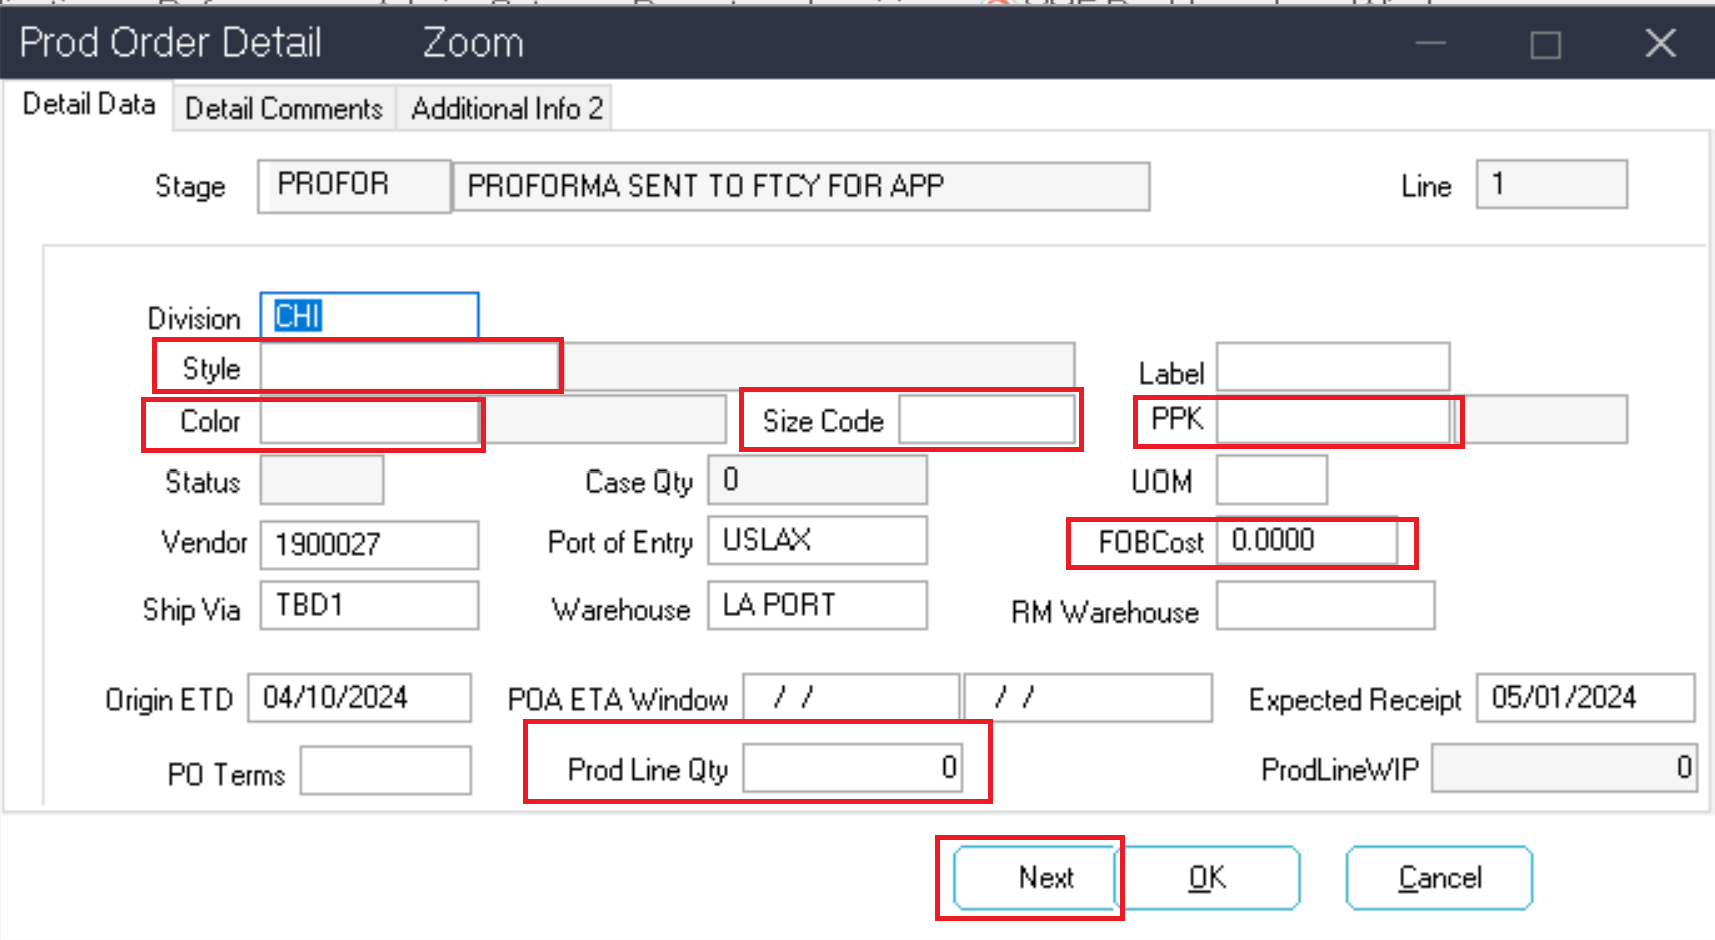 Prod Order Detail Zoom
Detail Data Detail Comments Additional Info 2
Stage PROFOR PROFORMA SENT TO FTCY FOR APP Line 1
Division CHI
Style Label
Color Size Code PPK
Status Case Qty 0 UOM
Vendor 1900027 Port of Entry USLAX FOBCost 0.0000
Ship Via TBD1 Warehouse LA PORT RM Warehouse
Origin ETD 04/10/2024 POA ETA Window / / / / Expected Receipt 05/01/2024
PO Terms Prod Line Qty 0 ProdLineWIP 0
Next OK Cancel